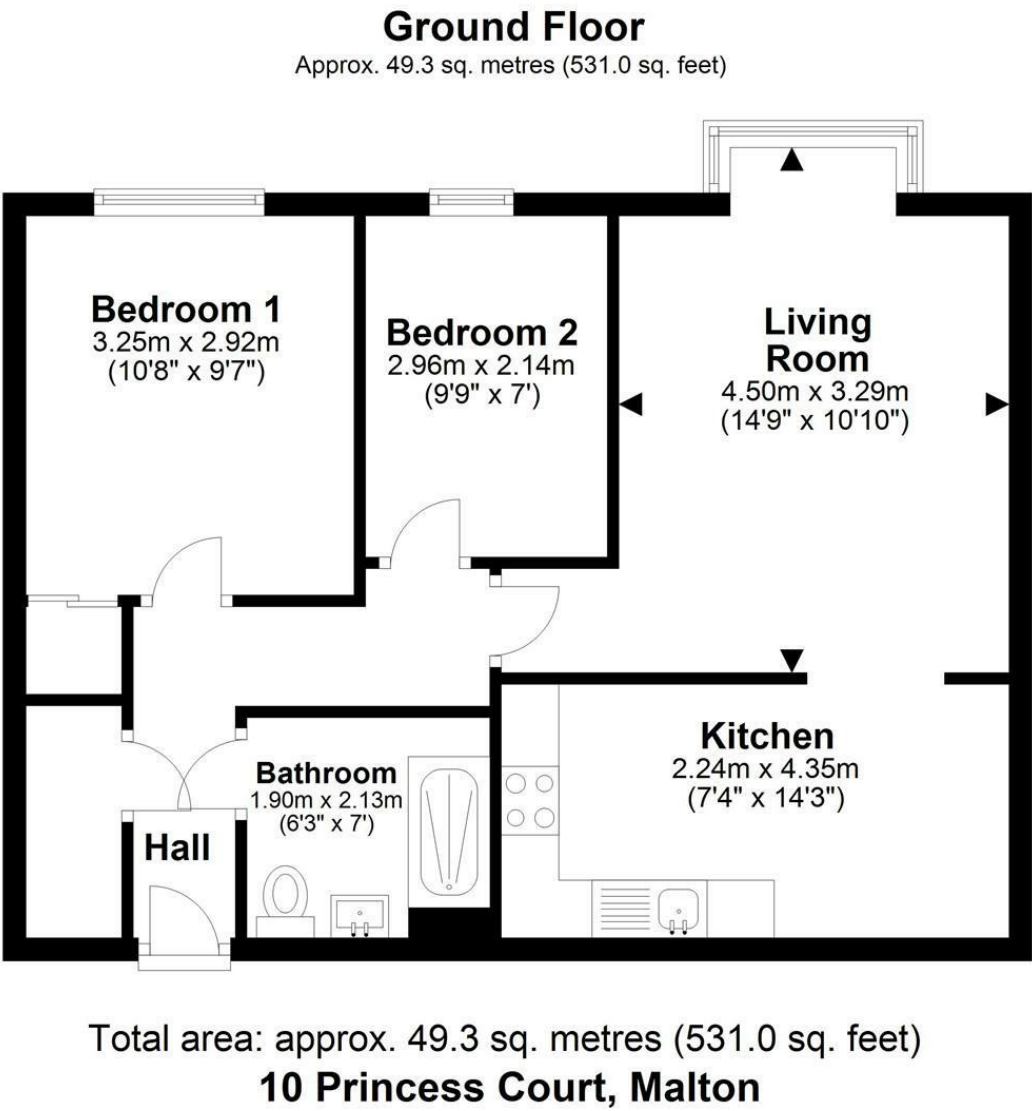 Ground Floor
Approx. 49.3 sq. metres (531.0 sq. feet)
Bedroom 1
3.25m x 2.92m
(10'8" x 9'7")
Bedroom 2
2.96m x 2.14m
(9'9" x 7')
Living
Room
4.50m x 3.29m
(14'9" x 10'10")
Kitchen
2.24m x 4.35m
(7'4" x 14'3")
Bathroom
1.90m x 2.13m
(6'3" x 7')
Hall
Total area: approx. 49.3 sq. metres (531.0 sq. feet)
10 Princess Court, Malton